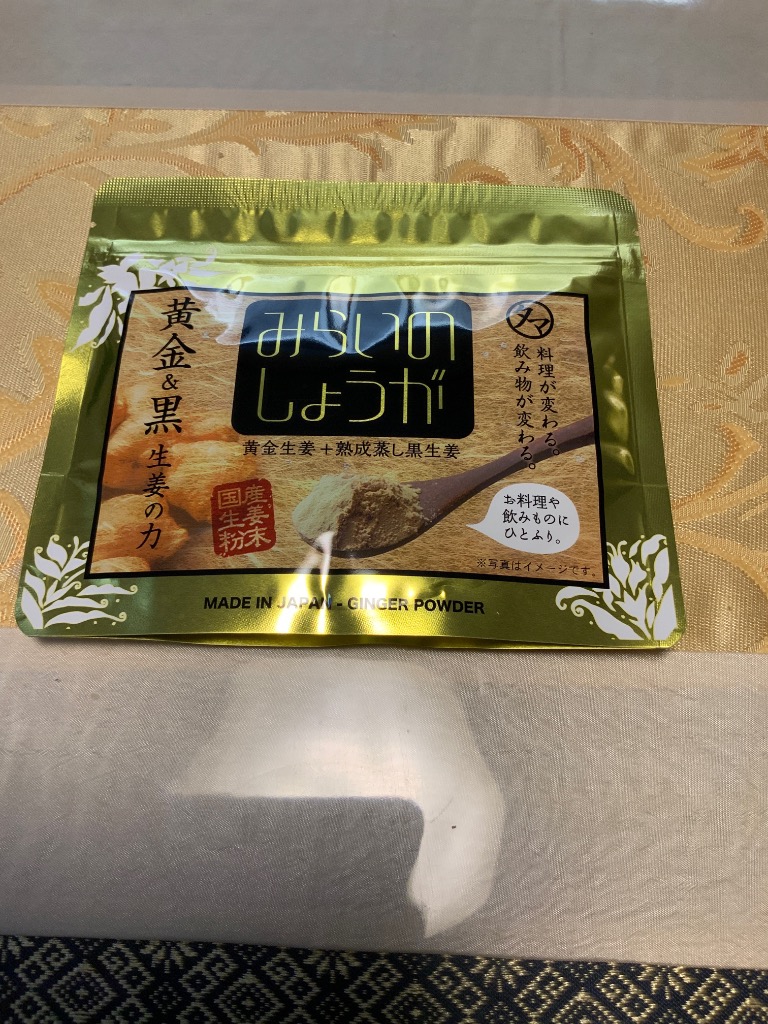 みらいの
しょうが
黄金生姜+熟成蒸し黒生姜
黄金&黒 生姜の力
タマ
料理が変わる。
飲み物が変わる。
国産
生姜
粉末
お料理や
飲みものに
ひとふり。
※写真はイメージです。
MADE IN JAPAN - GINGER POWDER